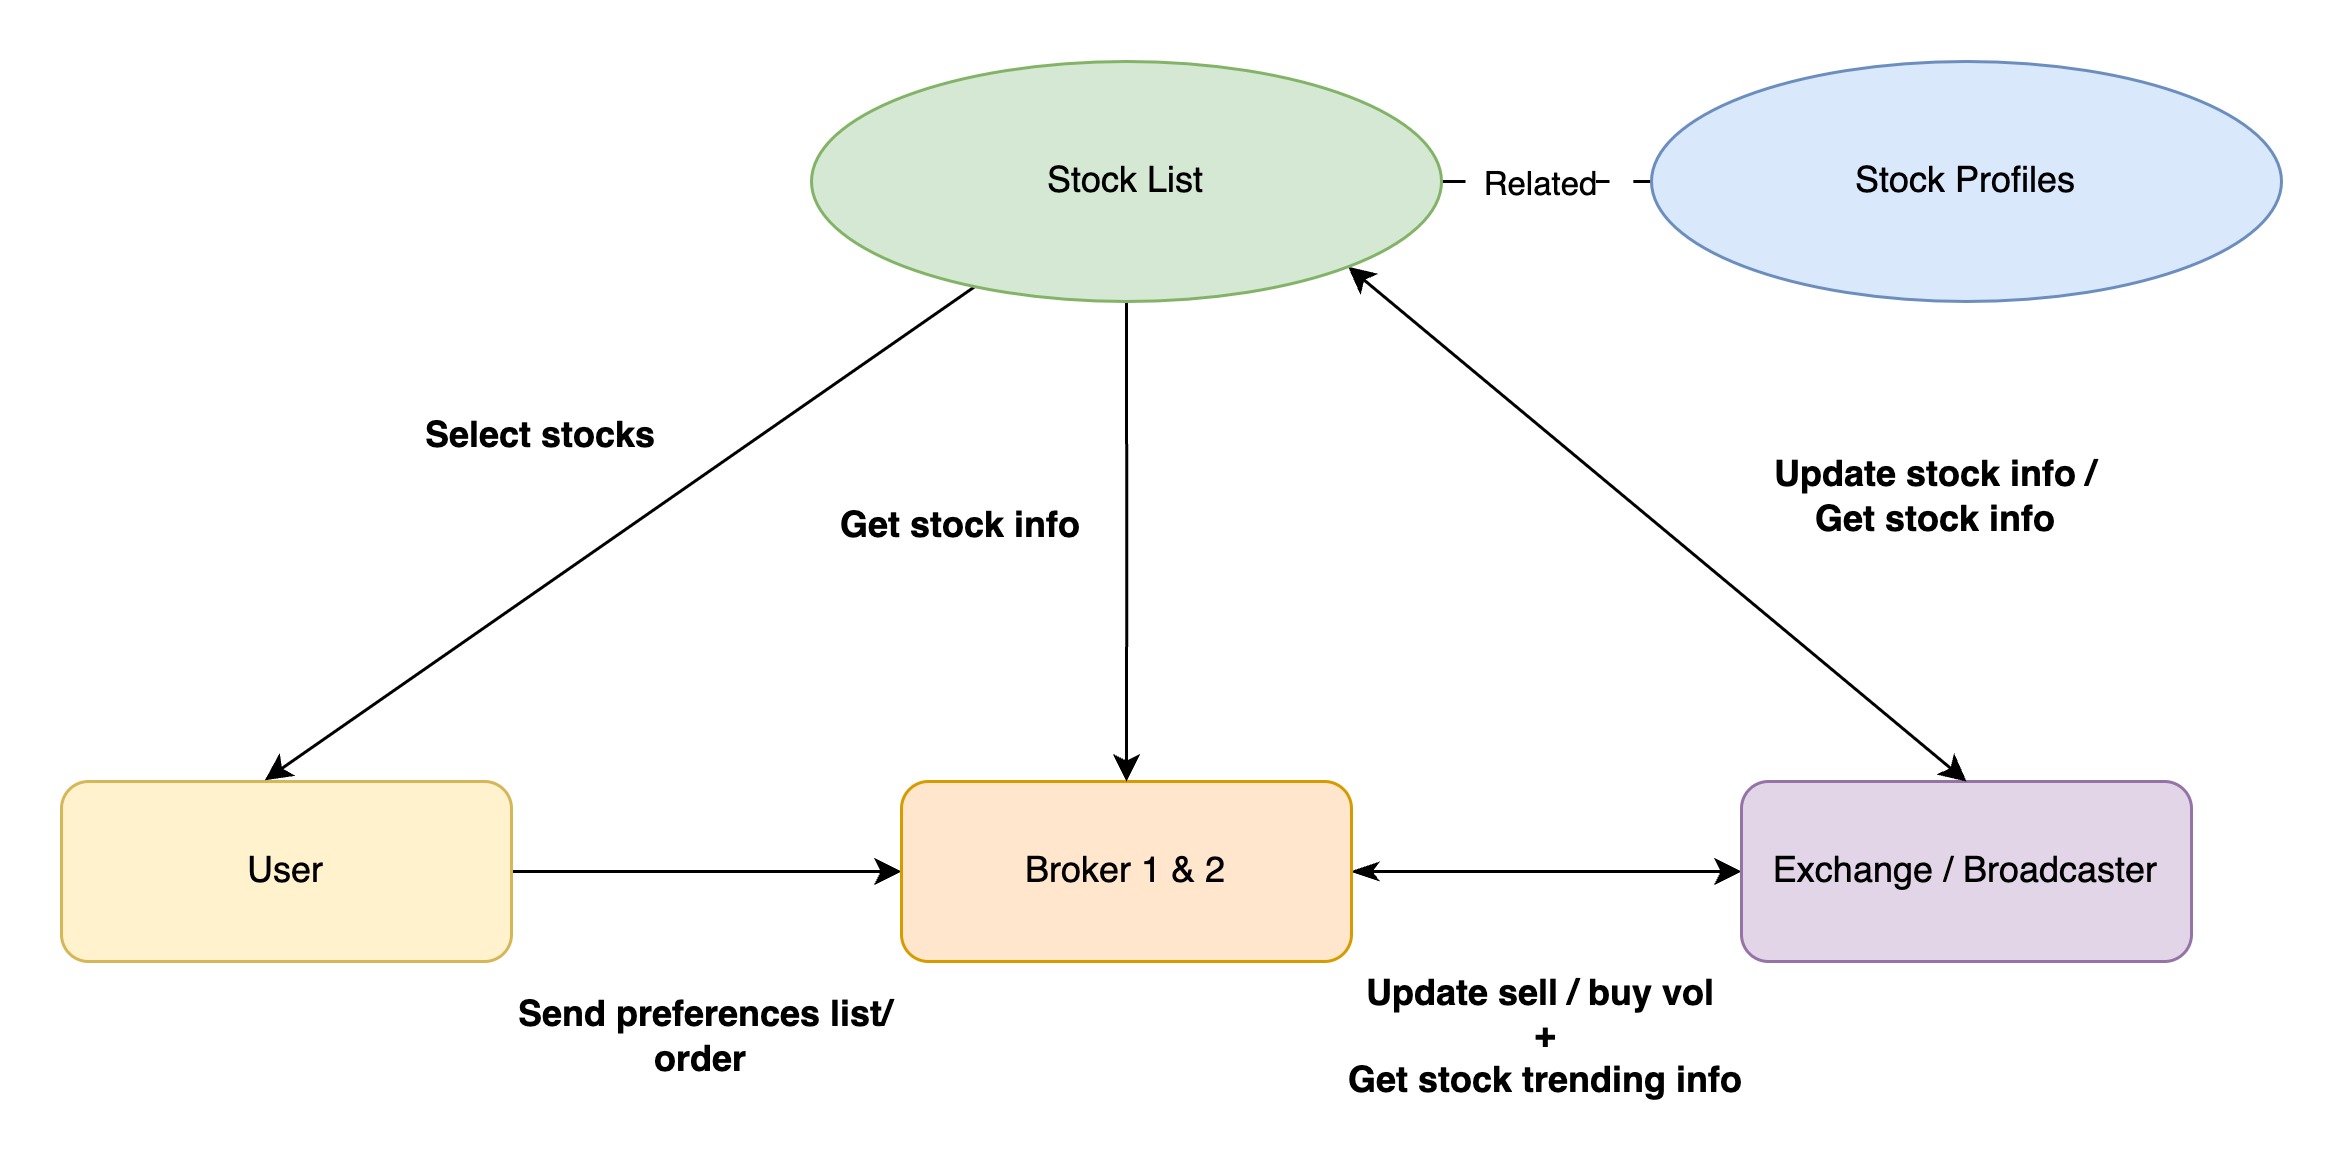 Stock List
Related
Stock Profiles
Select stocks
Get stock info
Update stock info /
Get stock info
User
Broker 1 & 2
Exchange / Broadcaster
Send preferences list/
order
Update sell / buy vol
+
Get stock trending info